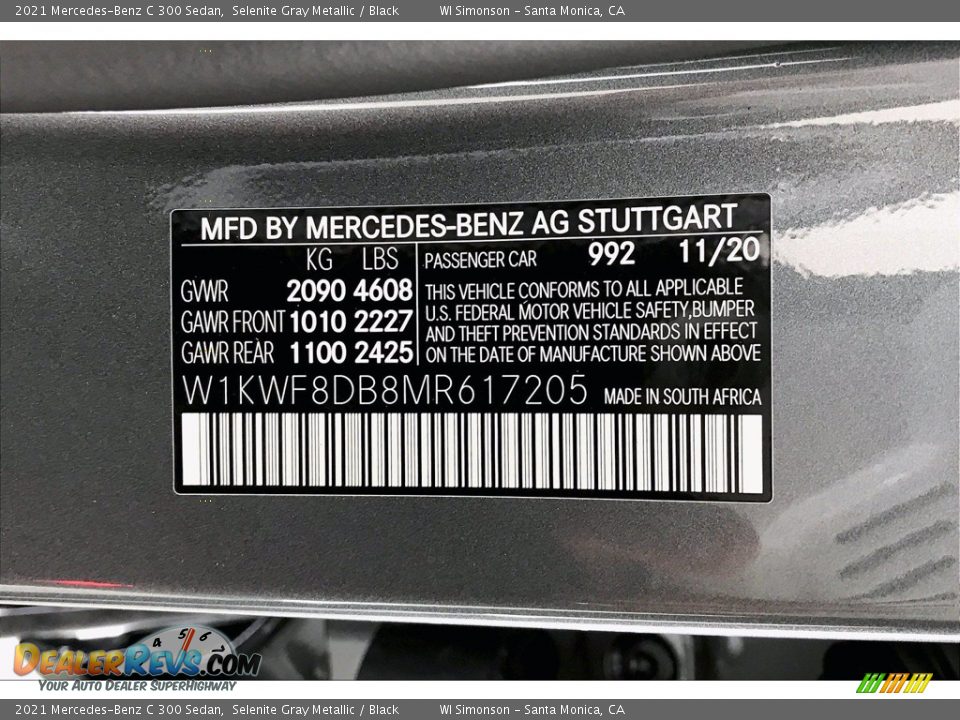 2021 Mercedes-Benz C 300 Sedan, Selenite Gray Metallic / Black WI Simonson - Santa Monica, CA
MFD BY MERCEDES-BENZ AG STUTTGART
KG LBS
GVWR 2090 4608
GAWR FRONT 1010 2227
GAWR REAR 1100 2425
PASSENGER CAR 992 11/20
THIS VEHICLE CONFORMS TO ALL APPLICABLE
U.S. FEDERAL MOTOR VEHICLE SAFETY,BUMPER
AND THEFT PREVENTION STANDARDS IN EFFECT
ON THE DATE OF MANUFACTURE SHOWN ABOVE
W1KWF8DB8MR617205 MADE IN SOUTH AFRICA
4 5 6
DEALERREVS.COM
YOUR AUTO DEALER SUPERHIGHWAY
2021 Mercedes-Benz C 300 Sedan, Selenite Gray Metallic / Black WI Simonson - Santa Monica, CA